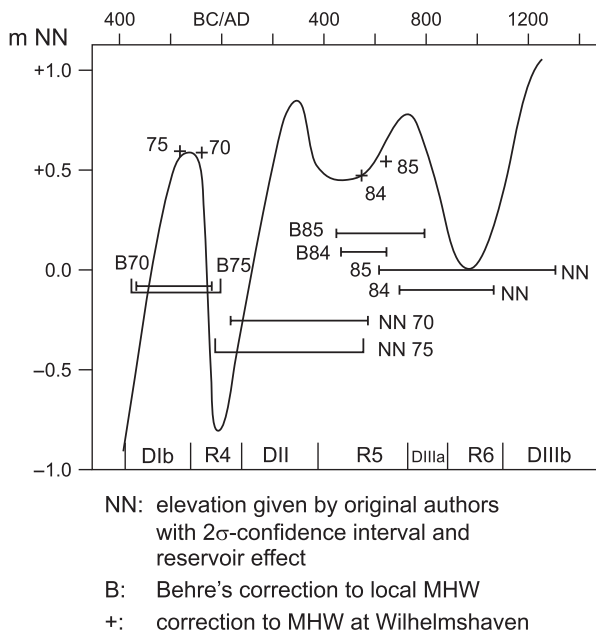 400 BC/AD 400 800 1200
m NN
+1.0
75 70
+0.5 85
84
B85
B70 B75 B84
0.0 85 NN
84 NN
NN 70
−0.5 NN 75
−1.0 DIb R4 DII R5 DIIIa R6 DIIIb
NN: elevation given by original authors
with 2σ-confidence interval and
reservoir effect
B: Behre's correction to local MHW
+: correction to MHW at Wilhelmshaven